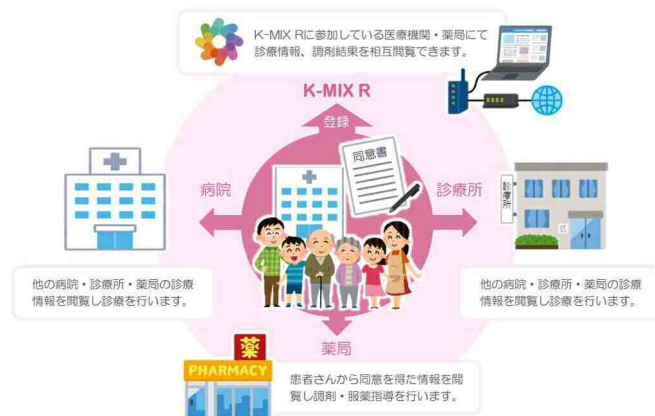 K-MIX Rに参加している医療機関・薬局にて
診療情報、調剤結果を相互閲覧できます。
K-MIX R
登録
同意書
病院
診療所
診療所
他の病院・診療所・薬局の診療
情報を閲覧し診療を行います。
他の病院・診療所・薬局の診療
情報を閲覧し診療を行います。
薬局
薬
PHARMACY
患者さんから同意を得た情報を閲
覧し調剤・服薬指導を行います。